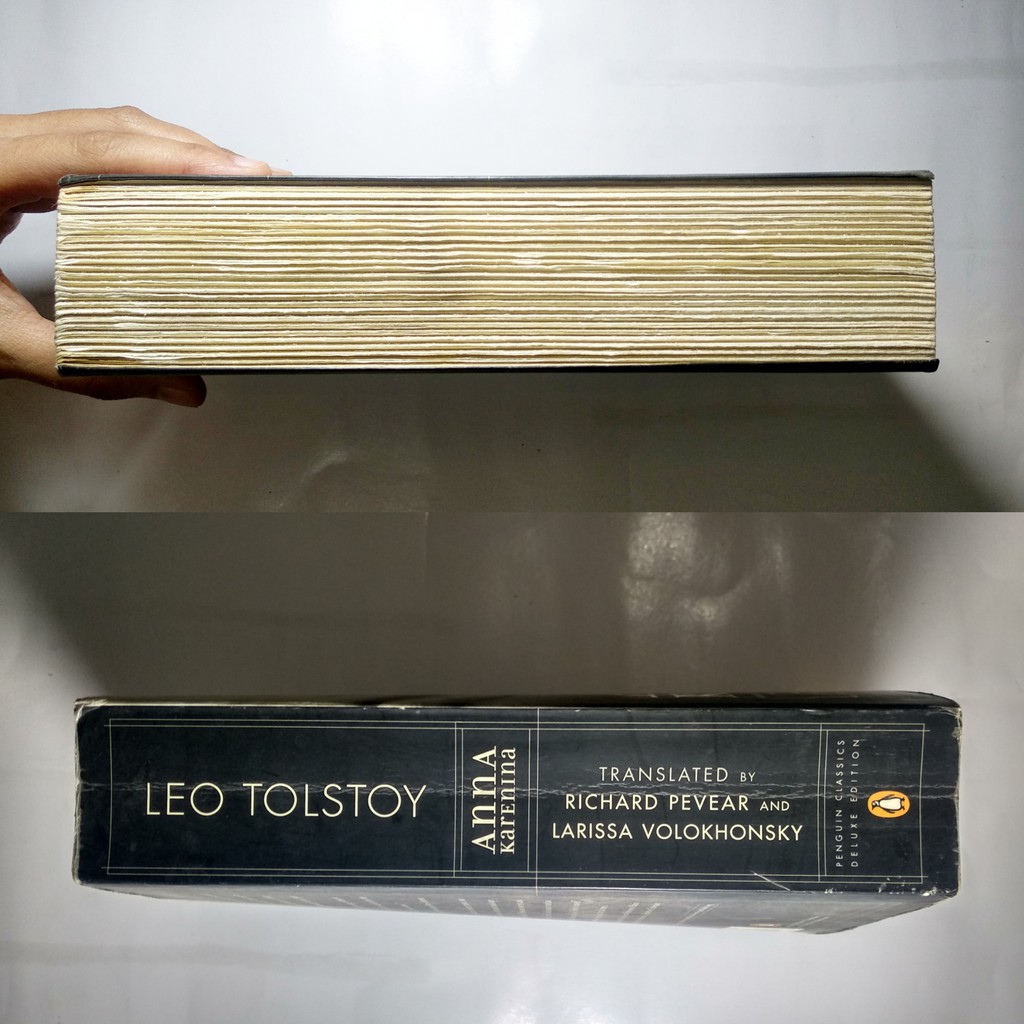 LEO TOLSTOY
AnnA
KarEnina
TRANSLATED BY
RICHARD PEVEAR AND
LARISSA VOLOKHONSKY
PENGUIN CLASSICS
DELUXE EDITION